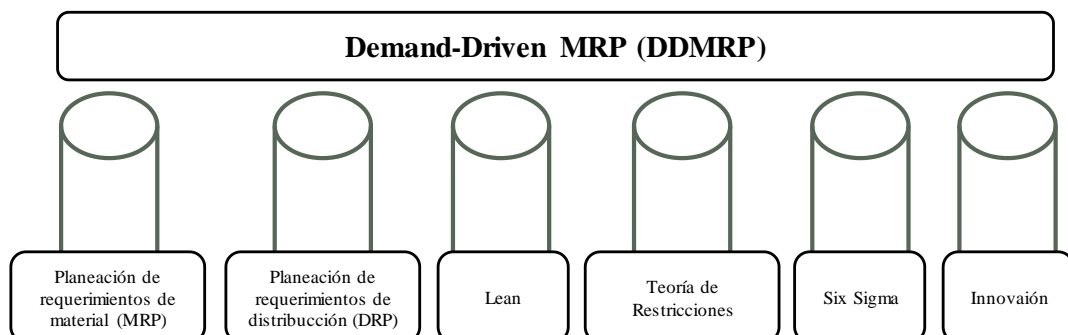 Demand-Driven MRP (DDMRP)
Planeación de
requerimientos de
material (MRP)
Planeación de
requerimientos de
distribucción (DRP)
Lean
Teoría de
Restricciones
Six Sigma
Innovaión